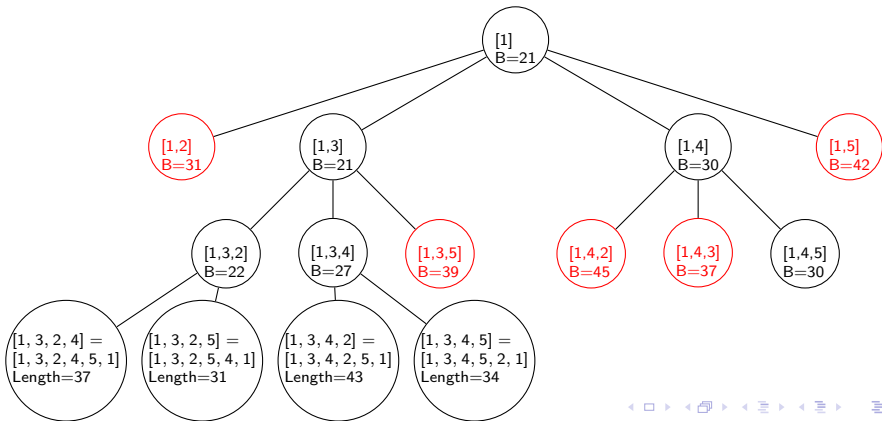 [1]
B=21
[1,2]
B=31
[1,3]
B=21
[1,4]
B=30
[1,5]
B=42
[1,3,2]
B=22
[1,3,4]
B=27
[1,3,5]
B=39
[1,4,2]
B=45
[1,4,3]
B=37
[1,4,5]
B=30
[1, 3, 2, 4] =
[1, 3, 2, 4, 5, 1]
Length=37
[1, 3, 2, 5] =
[1, 3, 2, 5, 4, 1]
Length=31
[1, 3, 4, 2] =
[1, 3, 4, 2, 5, 1]
Length=43
[1, 3, 4, 5] =
[1, 3, 4, 5, 2, 1]
Length=34